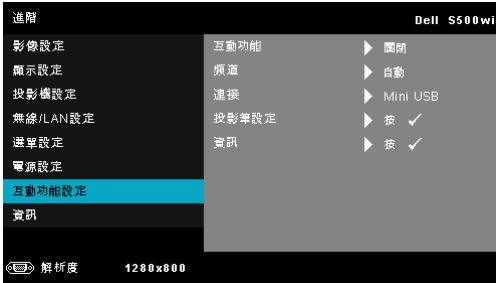 進階 Dell S500wi
影像設定 互動功能 關閉
顯示設定 頻道 自動
投影機設定 連接 Mini USB
無線/LAN設定 投影筆設定 按 ✓
選單設定 資訊 按 ✓
電源設定
互動功能設定
資訊
解析度 1280x800